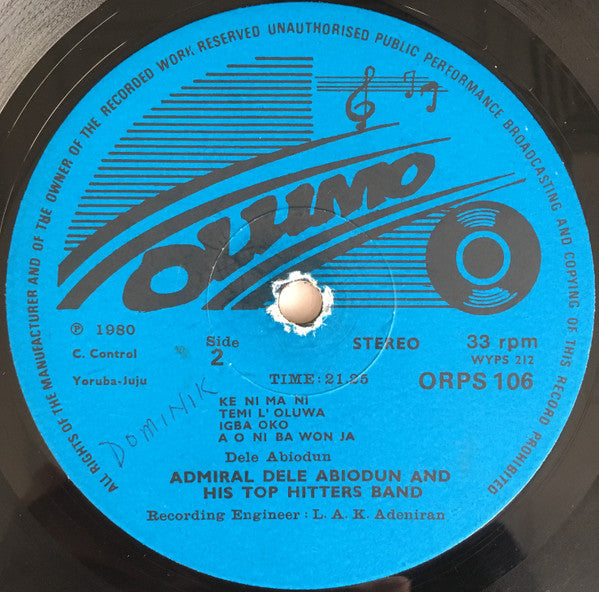 ALL RIGHTS OF THE MANUFACTURER AND OF THE OWNER OF THE RECORDED WORK RESERVED UNAUTHORISED PUBLIC PERFORMANCE BROADCASTING AND COPYING OF THIS RECORD PROHIBITED
OLUMO
℗ 1980
C. Control
Yoruba-Juju
Side
2
STEREO
33 rpm
WYPS 212
ORPS 106
TIME: 21.25
KE NI MA NI
TEMI L' OLUWA
IGBA OKO
A O NI BA WON JA
Dele Abiodun
DOMINIK
ADMIRAL DELE ABIODUN AND
HIS TOP HITTERS BAND
Recording Engineer : L. A. K. Adeniran